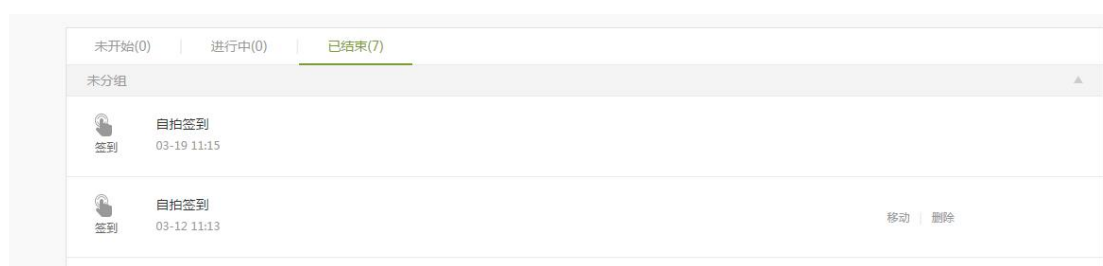 未开始(0) 进行中(0) 已结束(7)
未分组
自拍签到
签到 03-19 11:15
自拍签到
签到 03-12 11:13 移动 删除